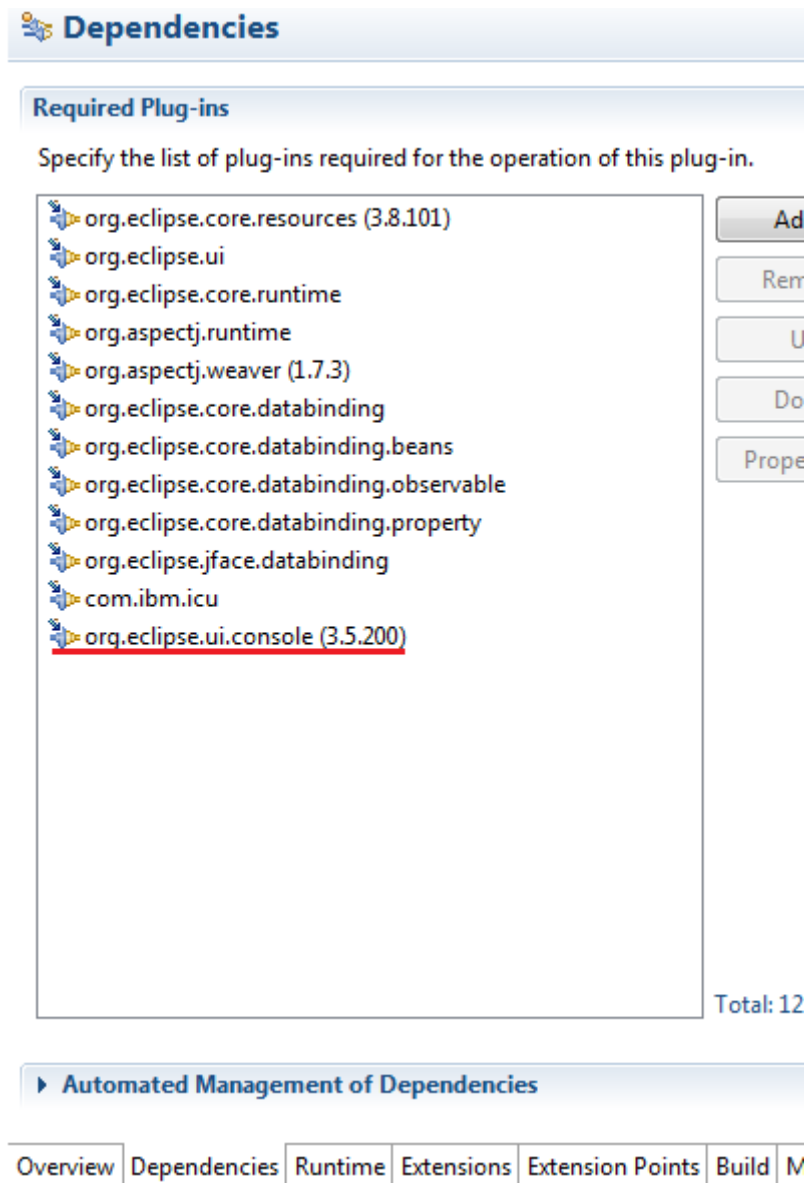 Dependencies
Required Plug-ins
Specify the list of plug-ins required for the operation of this plug-in.
org.eclipse.core.resources (3.8.101)
org.eclipse.ui
org.eclipse.core.runtime
org.aspectj.runtime
org.aspectj.weaver (1.7.3)
org.eclipse.core.databinding
org.eclipse.core.databinding.beans
org.eclipse.core.databinding.observable
org.eclipse.core.databinding.property
org.eclipse.jface.databinding
com.ibm.icu
org.eclipse.ui.console (3.5.200)
Ad
Rem
U
Do
Prope
Total: 12
Automated Management of Dependencies
Overview Dependencies Runtime Extensions Extension Points Build M